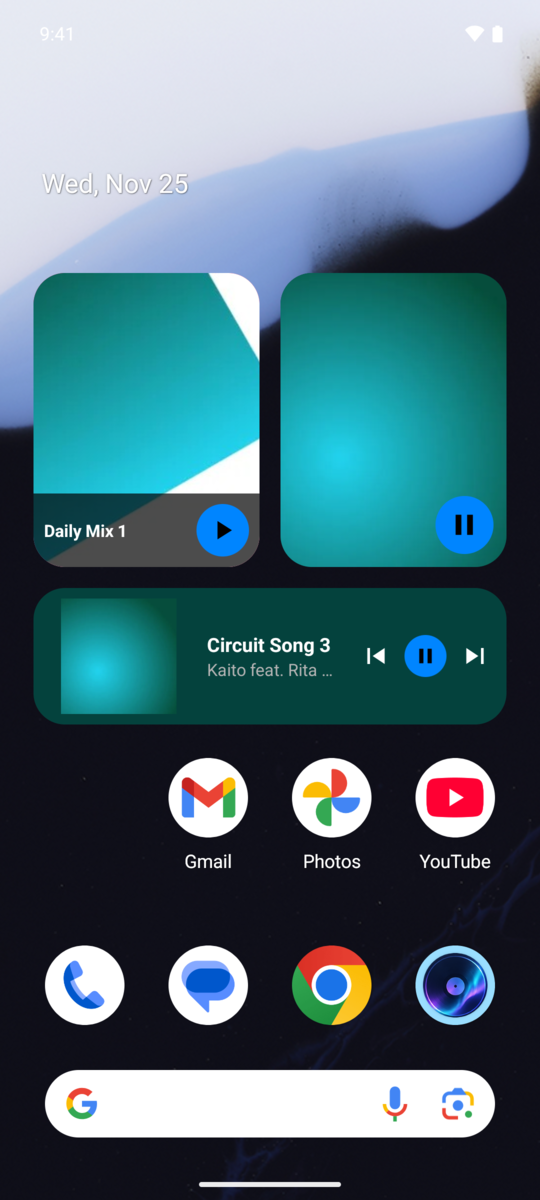 9:41
Wed, Nov 25
Daily Mix 1
Circuit Song 3
Kaito feat. Rita ...
Gmail
Photos
YouTube